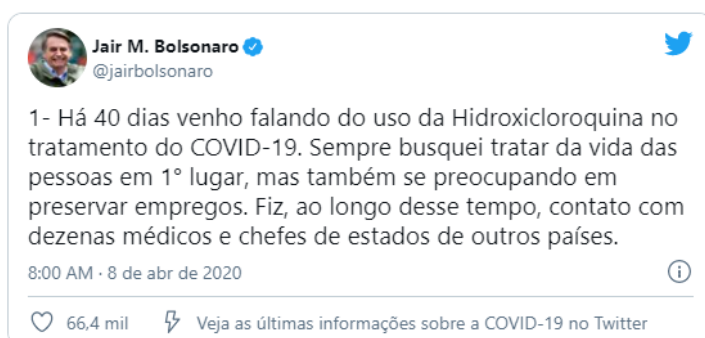 Jair M. Bolsonaro
@jairbolsonaro
1- Há 40 dias venho falando do uso da Hidroxicloroquina no
tratamento do COVID-19. Sempre busquei tratar da vida das
pessoas em 1° lugar, mas também se preocupando em
preservar empregos. Fiz, ao longo desse tempo, contato com
dezenas médicos e chefes de estados de outros países.
8:00 AM · 8 de abr de 2020
66,4 mil Veja as últimas informações sobre a COVID-19 no Twitter